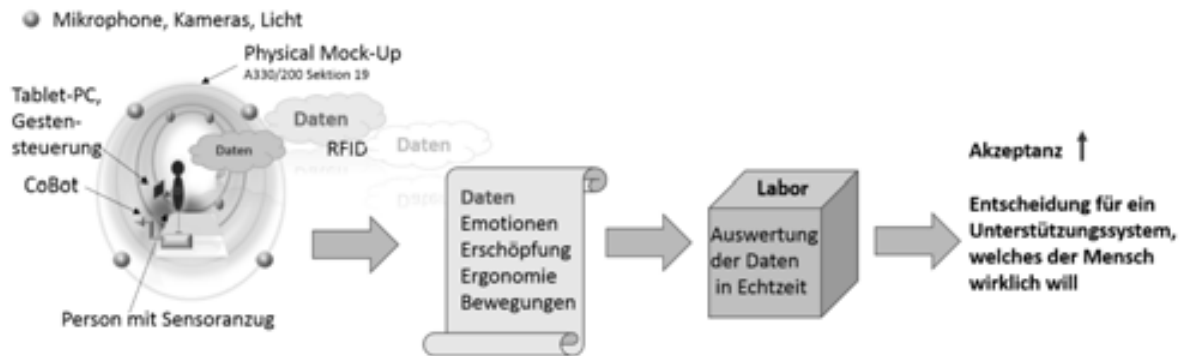 Mikrophone, Kameras, Licht
Physical Mock-Up
A330/200 Sektion 19
Tablet-PC,
Gesten-
steuerung
CoBot
Person mit Sensoranzug
Daten
Daten
RFID
Daten
Daten
Daten
Emotionen
Erschöpfung
Ergonomie
Bewegungen
Labor
Auswertung
der Daten
in Echtzeit
Akzeptanz
Entscheidung für ein
Unterstützungssystem,
welches der Mensch
wirklich will